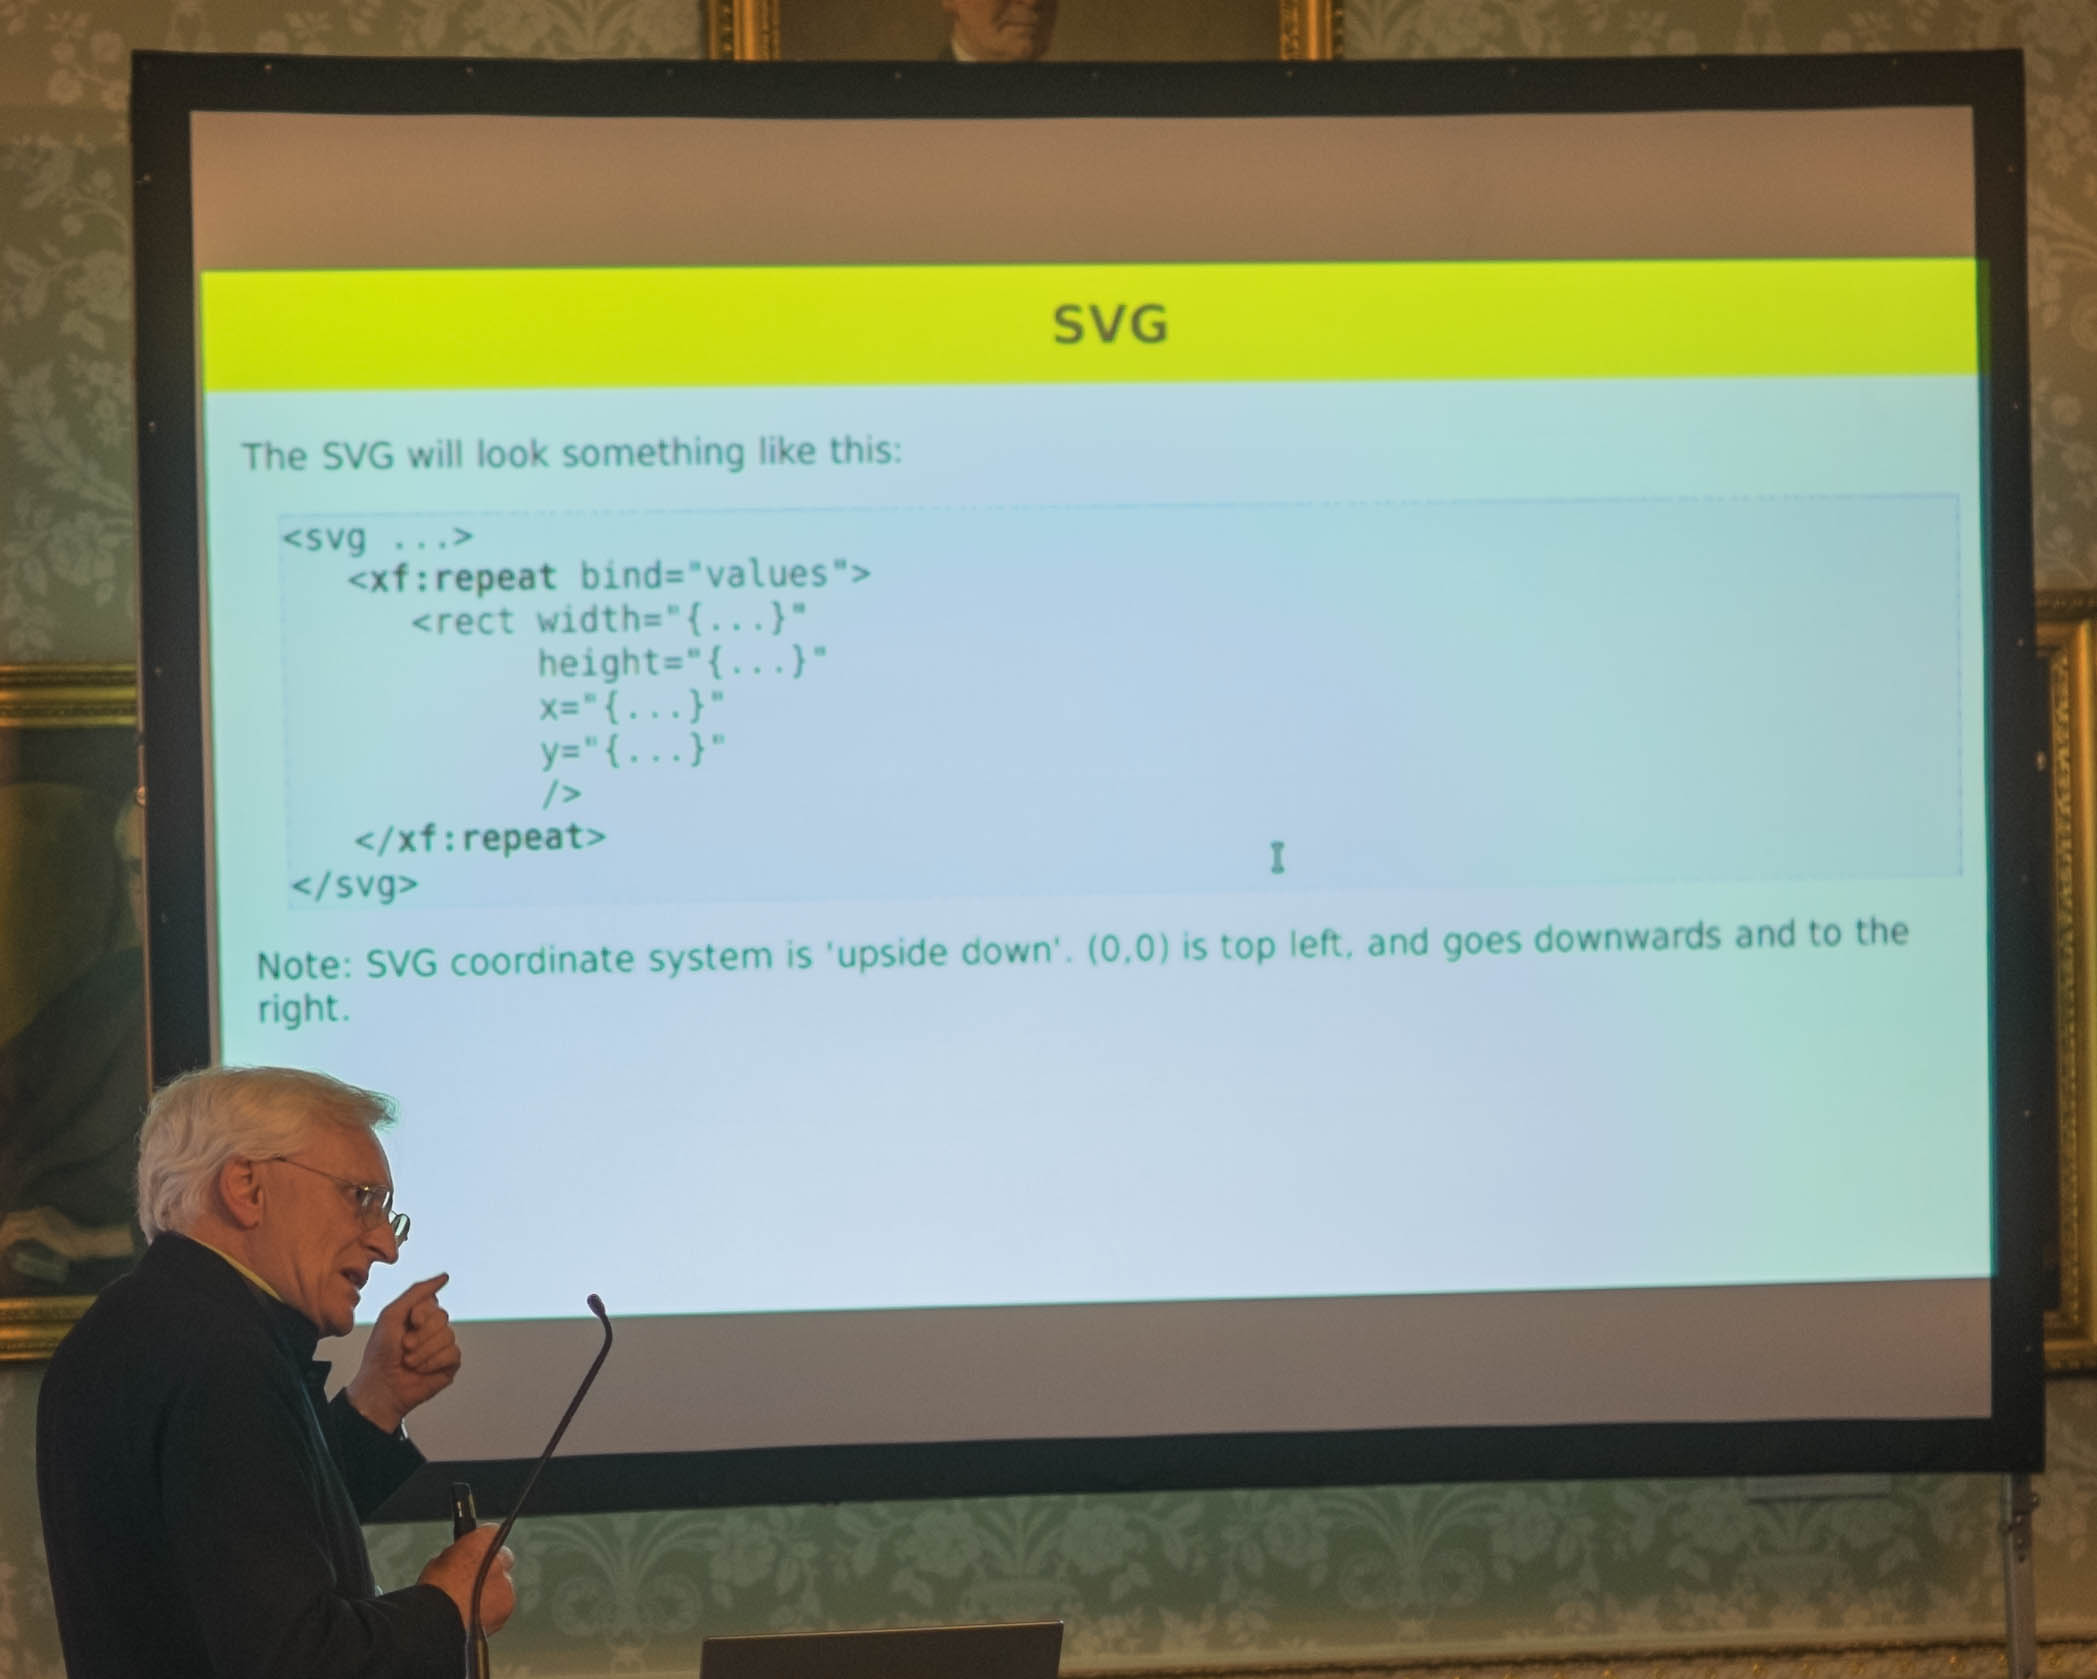 SVG
The SVG will look something like this:
<svg ...>
<xf:repeat bind="values">
<rect width="{...}"
height="{...}"
x="{...}"
y="{...}"
/>
</xf:repeat>
</svg>
Note: SVG coordinate system is 'upside down'. (0,0) is top left, and goes downwards and to the
right.